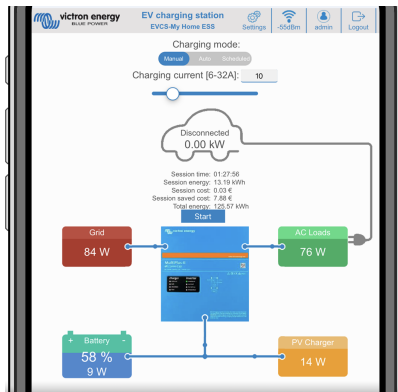 victron energy
BLUE POWER
EV charging station
EVCS-My Home ESS
Settings
-55dBm
admin
Logout
Charging mode:
Manual
Auto
Scheduled
Charging current [6-32A]:
10
Disconnected
0.00 kW
Session time: 01:27:56
Session energy: 13.19 kWh
Session cost: 0.03 €
Session saved cost: 7.88 €
Total energy: 125.57 kWh
Start
Grid
84 W
victron energy
AC Loads
76 W
+ Battery -
58 %
9 W
PV Charger
14 W